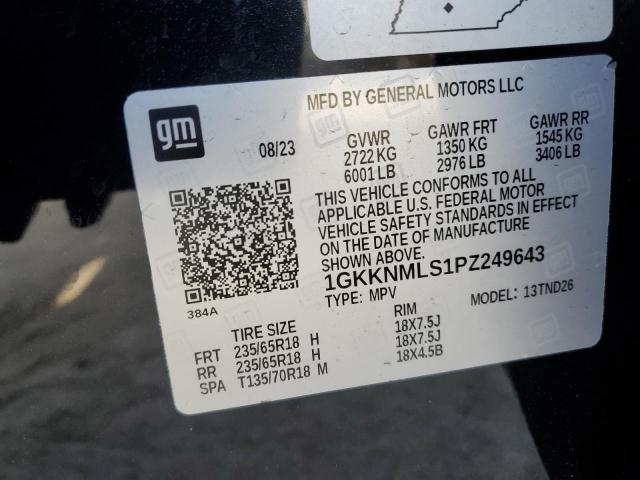 MFD BY GENERAL MOTORS LLC
gm
08/23
GVWR GAWR FRT GAWR RR
2722 KG 1350 KG 1545 KG
6001 LB 2976 LB 3406 LB
THIS VEHICLE CONFORMS TO ALL
APPLICABLE U.S. FEDERAL MOTOR
VEHICLE SAFETY STANDARDS IN EFFECT
ON THE DATE OF MANUFACTURE
SHOWN ABOVE.
1GKKNMLS1PZ249643
TYPE: MPV MODEL: 13TND26
384A
TIRE SIZE RIM
FRT 235/65R18 H 18X7.5J
RR 235/65R18 H 18X7.5J
SPA T135/70R18 M 18X4.5B